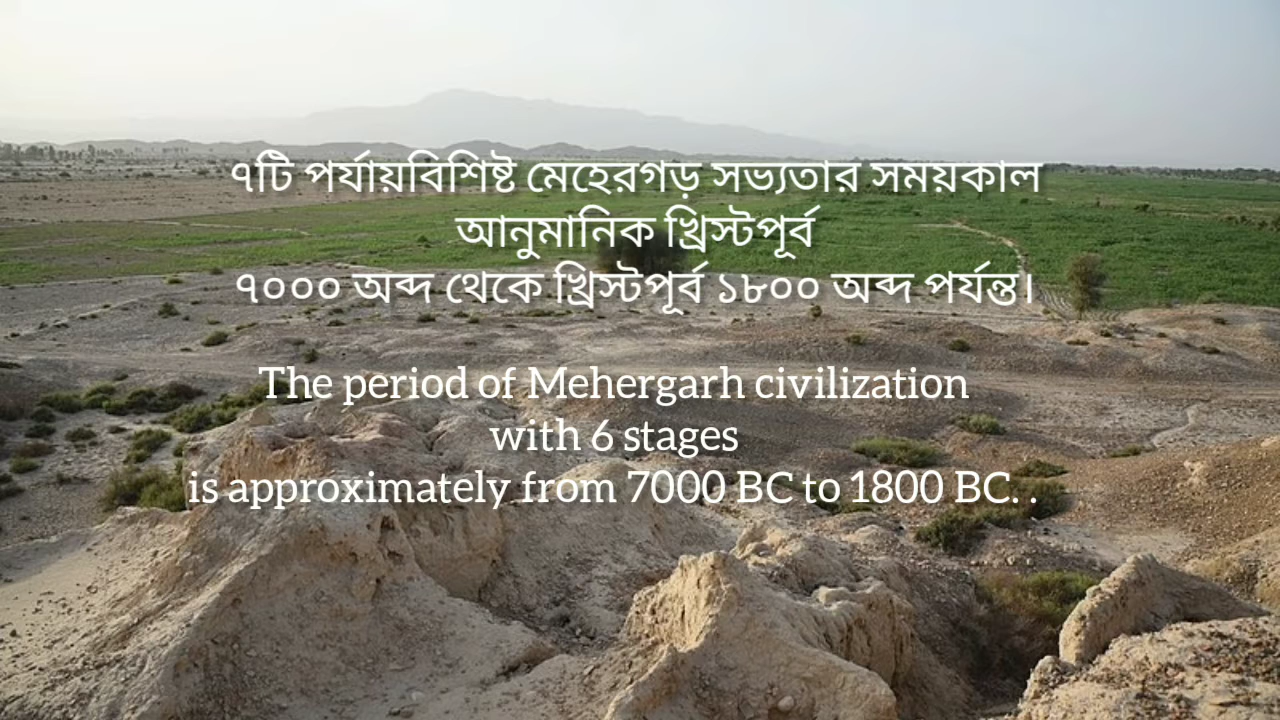 ৭টি পর্যায়বিশিষ্ট মেহেরগড় সভ্যতার সময়কাল
আনুমানিক খ্রিস্টপূর্ব
৭০০০ অব্দ থেকে খ্রিস্টপূর্ব ১৮০০ অব্দ পর্যন্ত।
The period of Mehergarh civilization
with 6 stages
is approximately from 7000 BC to 1800 BC. .